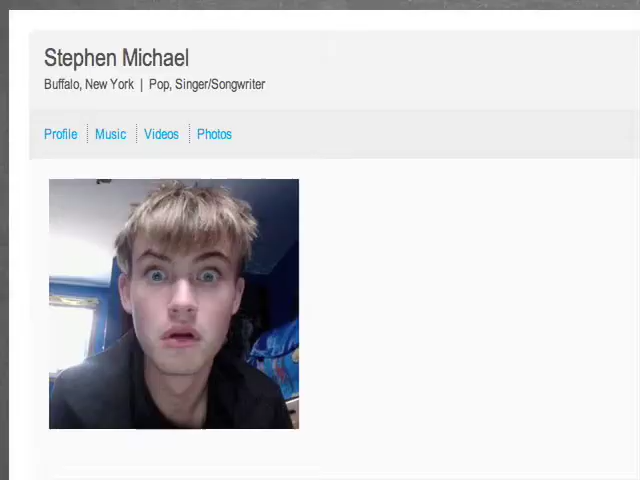 Stephen Michael
Buffalo, New York | Pop, Singer/Songwriter
Profile Music Videos Photos